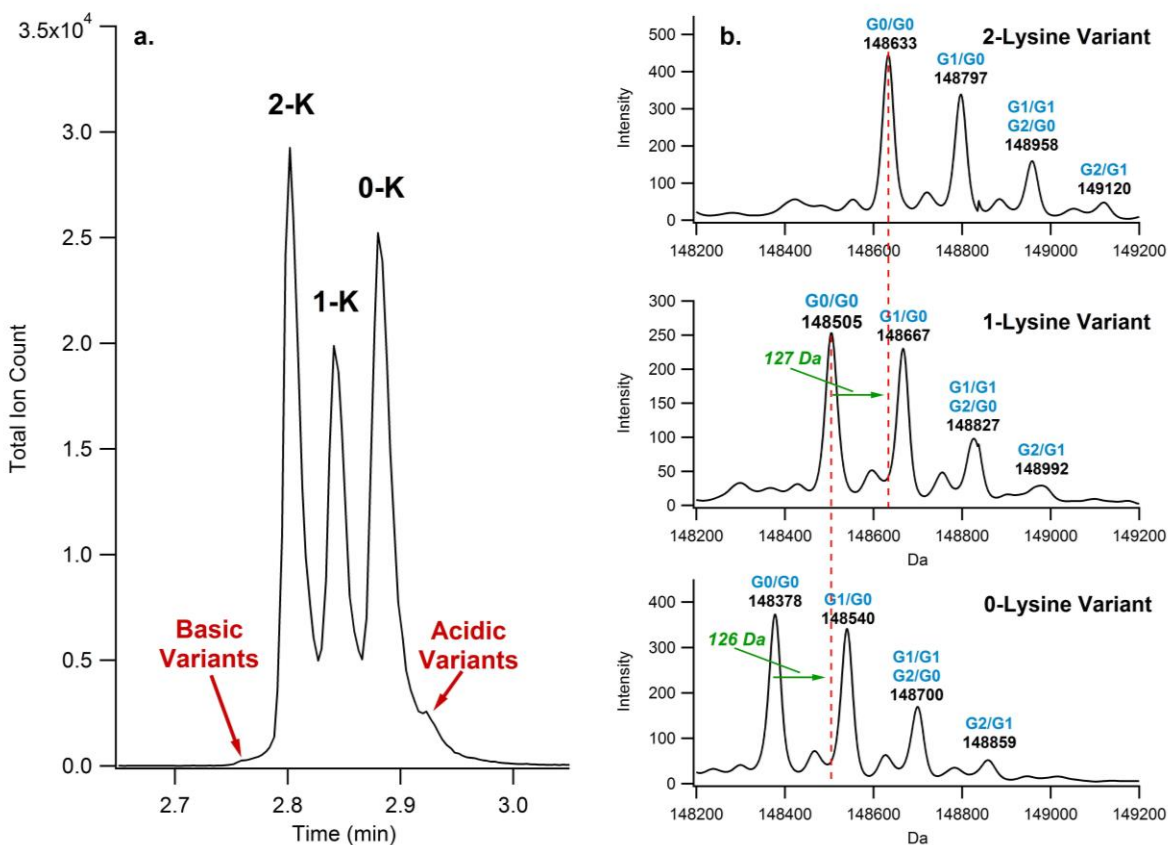 a.
3.5x10⁴
3.0
2.5
2.0
1.5
1.0
0.5
0.0
Total Ion Count
2-K
1-K
0-K
Basic
Variants
Acidic
Variants
2.7 2.8 2.9 3.0
Time (min)
b.
2-Lysine Variant
500
400
300
200
100
0
Intensity
G0/G0
148633
G1/G0
148797
G1/G1
G2/G0
148958
G2/G1
149120
148200 148400 148600 148800 149000 149200
1-Lysine Variant
300
250
200
150
100
50
0
Intensity
G0/G0
148505
G1/G0
148667
127 Da
G1/G1
G2/G0
148827
G2/G1
148992
148200 148400 148600 148800 149000 149200
Da
0-Lysine Variant
400
300
200
100
0
Intensity
G0/G0
148378
G1/G0
148540
126 Da
G1/G1
G2/G0
148700
G2/G1
148859
148200 148400 148600 148800 149000 149200
Da